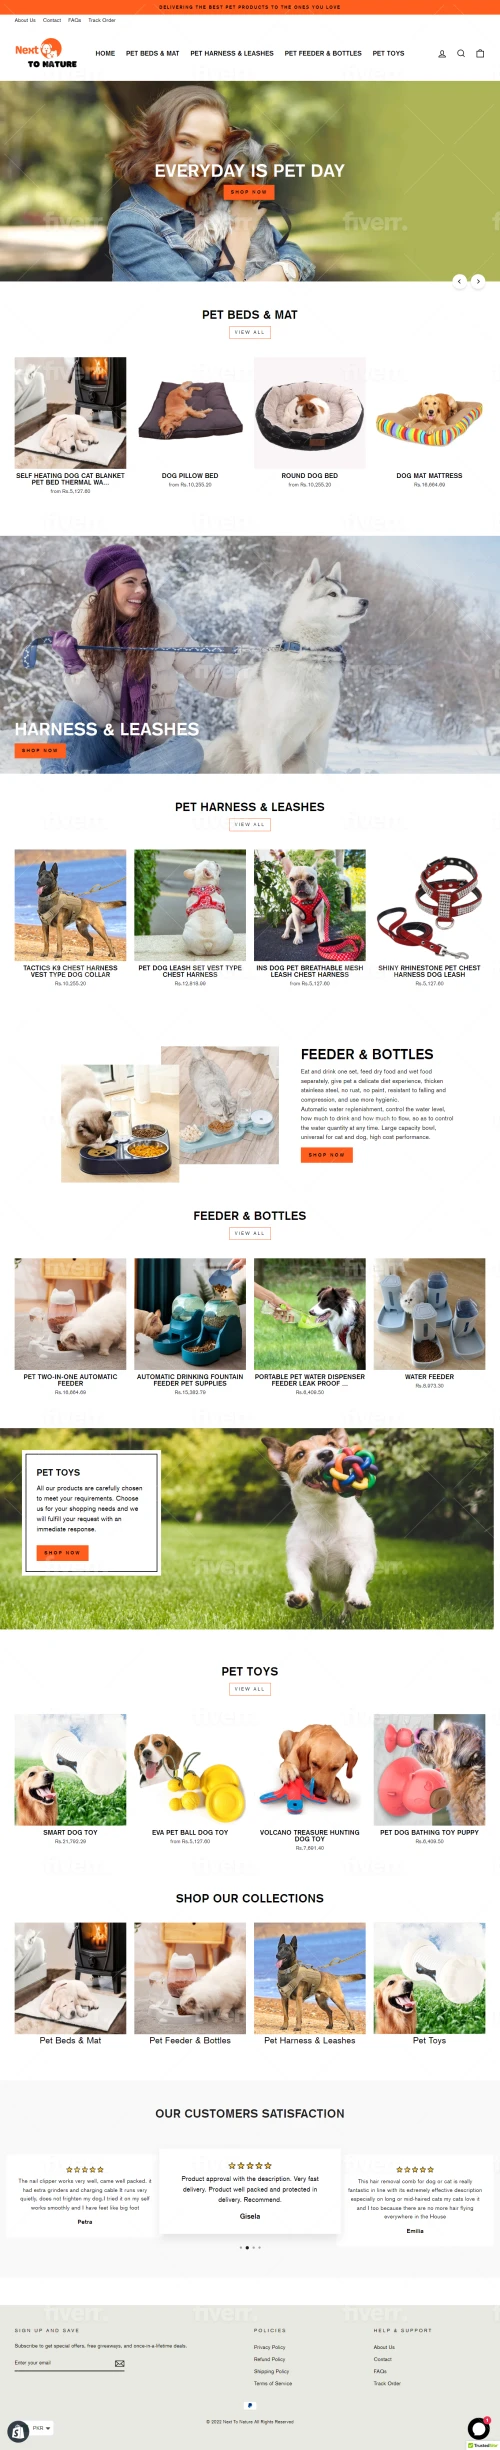 DELIVERING THE BEST PET PRODUCTS TO THE ONES YOU LOVE
About Us Contact FAQs Track Order
Next
TO NATURE
HOME PET BEDS & MAT PET HARNESS & LEASHES PET FEEDER & BOTTLES PET TOYS
EVERYDAY IS PET DAY
SHOP NOW
fiverr.
PET BEDS & MAT
VIEW ALL
SELF HEATING DOG CAT BLANKET
PET BED THERMAL WA...
from Rs.5,127.60
DOG PILLOW BED
from Rs.10,255.20
ROUND DOG BED
from Rs.10,255.20
DOG MAT MATTRESS
Rs.16,664.69
HARNESS & LEASHES
SHOP NOW
PET HARNESS & LEASHES
VIEW ALL
TACTICS K9 CHEST HARNESS
VEST TYPE DOG COLLAR
Rs.10,255.20
PET DOG LEASH SET VEST TYPE
CHEST HARNESS
Rs.12,818.99
INS DOG PET BREATHABLE MESH
LEASH CHEST HARNESS
from Rs.5,127.60
SHINY RHINESTONE PET CHEST
HARNESS DOG LEASH
Rs.5,127.60
FEEDER & BOTTLES
Eat and drink one set, feed dry food and wet food
separately, give pet a delicate diet experience, thicken
stainless steel, no rust, no paint, resistant to falling and
compression, and use more hygienic.
Automatic water replenishment, control the water level,
how much to drink and how much to flow, so as to control
the water quantity at any time. Large capacity bowl,
universal for cat and dog, high cost performance.
SHOP NOW
FEEDER & BOTTLES
VIEW ALL
PET TWO-IN-ONE AUTOMATIC
FEEDER
Rs.16,664.69
AUTOMATIC DRINKING FOUNTAIN
FEEDER PET SUPPLIES
Rs.15,382.79
PORTABLE PET WATER DISPENSER
FEEDER LEAK PROOF ...
Rs.6,409.50
WATER FEEDER
Rs.8,973.30
PET TOYS
All our products are carefully chosen
to meet your requirements. Choose
us for your shopping needs and we
will fulfill your request with an
immediate response.
SHOP NOW
PET TOYS
VIEW ALL
SMART DOG TOY
Rs.21,792.29
EVA PET BALL DOG TOY
from Rs.5,127.60
VOLCANO TREASURE HUNTING
DOG TOY
Rs.7,691.40
PET DOG BATHING TOY PUPPY
Rs.6,409.50
SHOP OUR COLLECTIONS
Pet Beds & Mat
Pet Feeder & Bottles
Pet Harness & Leashes
Pet Toys
OUR CUSTOMERS SATISFACTION
The nail clipper works very well, came well packed. it
had extra grinders and charging cable It runs very
quietly, does not frighten my dog.I tried it on my self
works smoothly and I have feet like big foot
Petra
Product approval with the description. Very fast
delivery. Product well packed and protected in
delivery. Recommend.
Gisela
This hair removal comb for dog or cat is really
fantastic in line with its extremely effective description
especially on long or mid-haired cats my cats love it
and I too because there are no more hair flying
everywhere in the House
Emilia
fiverr.
SIGN UP AND SAVE
Subscribe to get special offers, free giveaways, and once-in-a-lifetime deals.
Enter your email
POLICIES
Privacy Policy
Refund Policy
Shipping Policy
Terms of Service
HELP & SUPPORT
About Us
Contact
FAQs
Track Order
PKR
© 2022 Next To Nature All Rights Reserved
1
TrustedSite